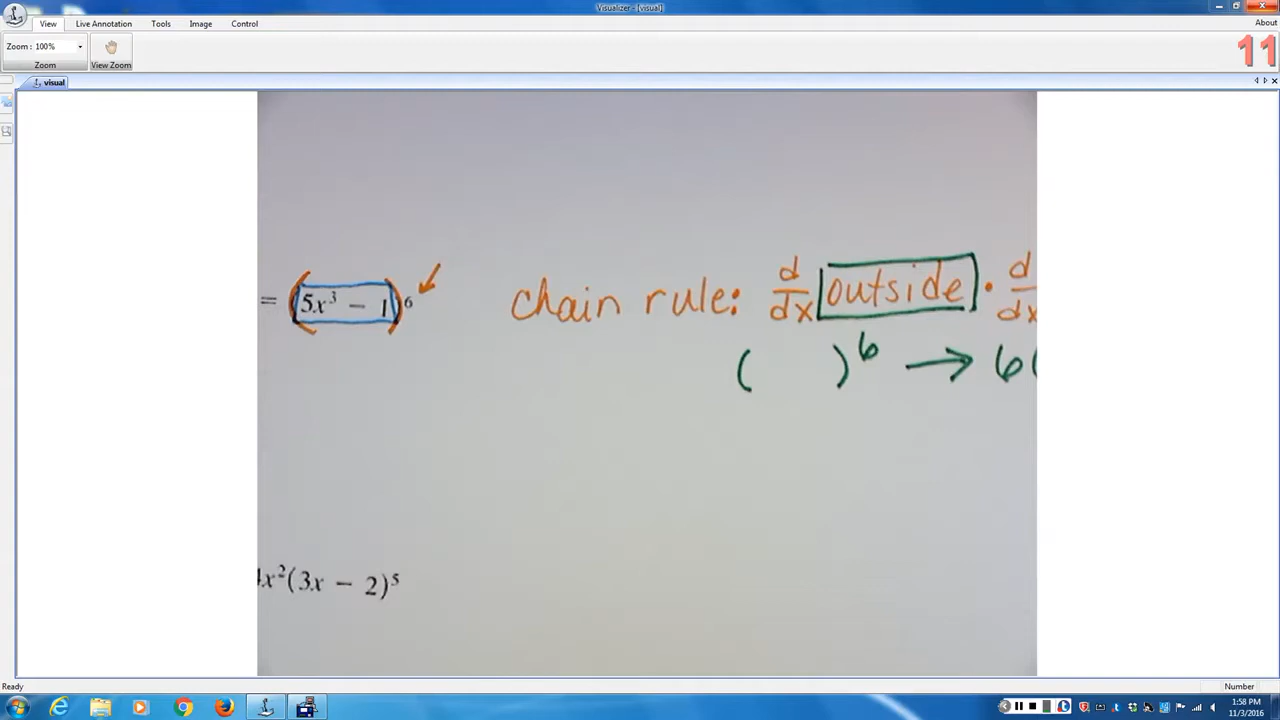 Visualizer - [visual]
View Live Annotation Tools Image Control About
Zoom : 100%
Zoom View Zoom
11
visual
= (5x³ − 1)⁶ chain rule: d/dx outside · d/dx
( )⁶ → 6(
4x²(3x − 2)⁵
Ready Number
1:58 PM
11/3/2016